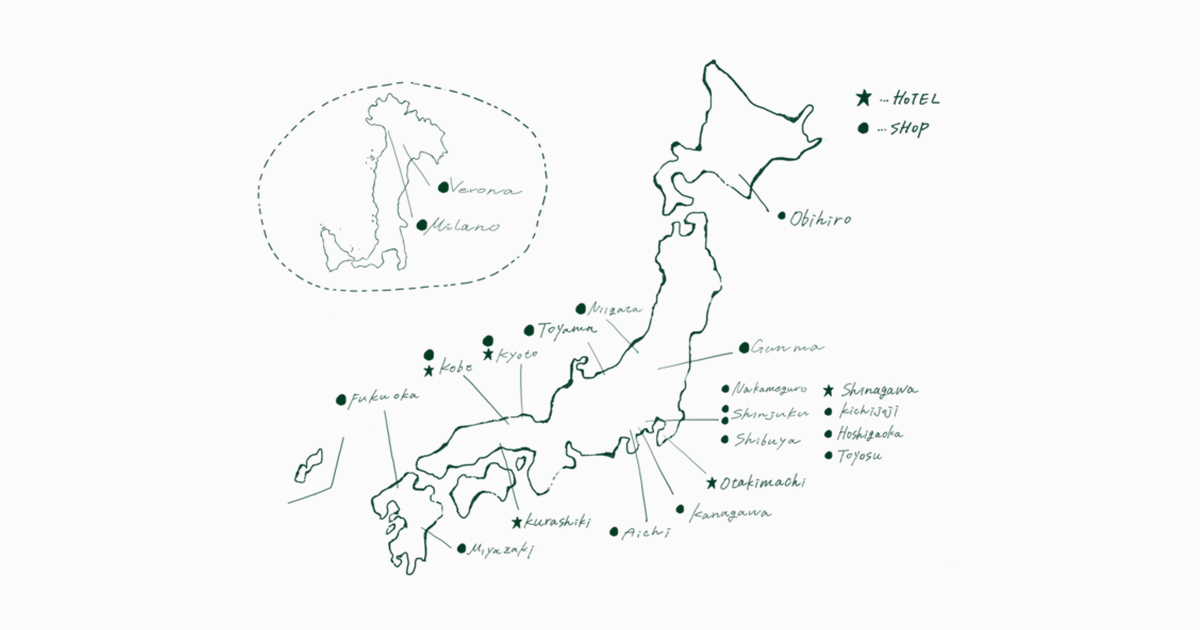 ★ … HOTEL
● … SHOP
Verona
Milano
Obihiro
Niigata
Toyama
Kyoto
Kobe
Fukuoka
Gunma
Nakameguro
Shinagawa
Shinjuku
Kichijoji
Shibuya
Hoshigaoka
Toyosu
Otakimachi
Kanagawa
Aichi
Kurashiki
Miyazaki